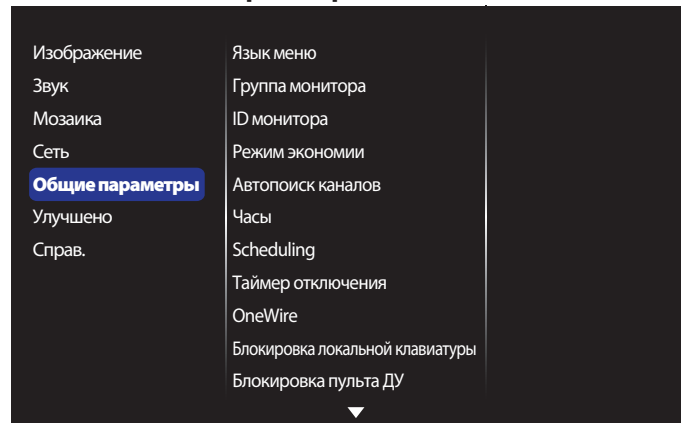 Изображение
Звук
Мозаика
Сеть
Общие параметры
Улучшено
Справ.
Язык меню
Группа монитора
ID монитора
Режим экономии
Автопоиск каналов
Часы
Scheduling
Таймер отключения
OneWire
Блокировка локальной клавиатуры
Блокировка пульта ДУ